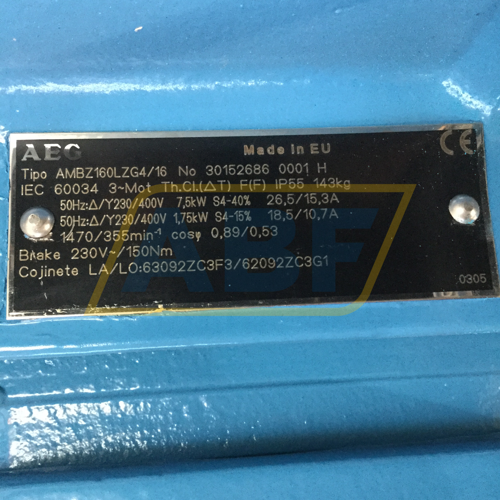 AEG Made in EU CE
Tipo AMBZ160LZG4/16 No 30152686 0001 H
IEC 60034 3~Mot Th.Cl.(ΔT) F(F) IP55 143kg
50Hz:Δ/Y230/400V 7,5kW S4-40% 26,5/15,3A
50Hz:Δ/Y230/400V 1,75kW S4-15% 18,5/10,7A
1470/355min⁻¹ cosφ 0,89/0,53
Brake 230V~/150Nm
Cojinete LA/LO:63092ZC3F3/62092ZC3G1
0305
ABF